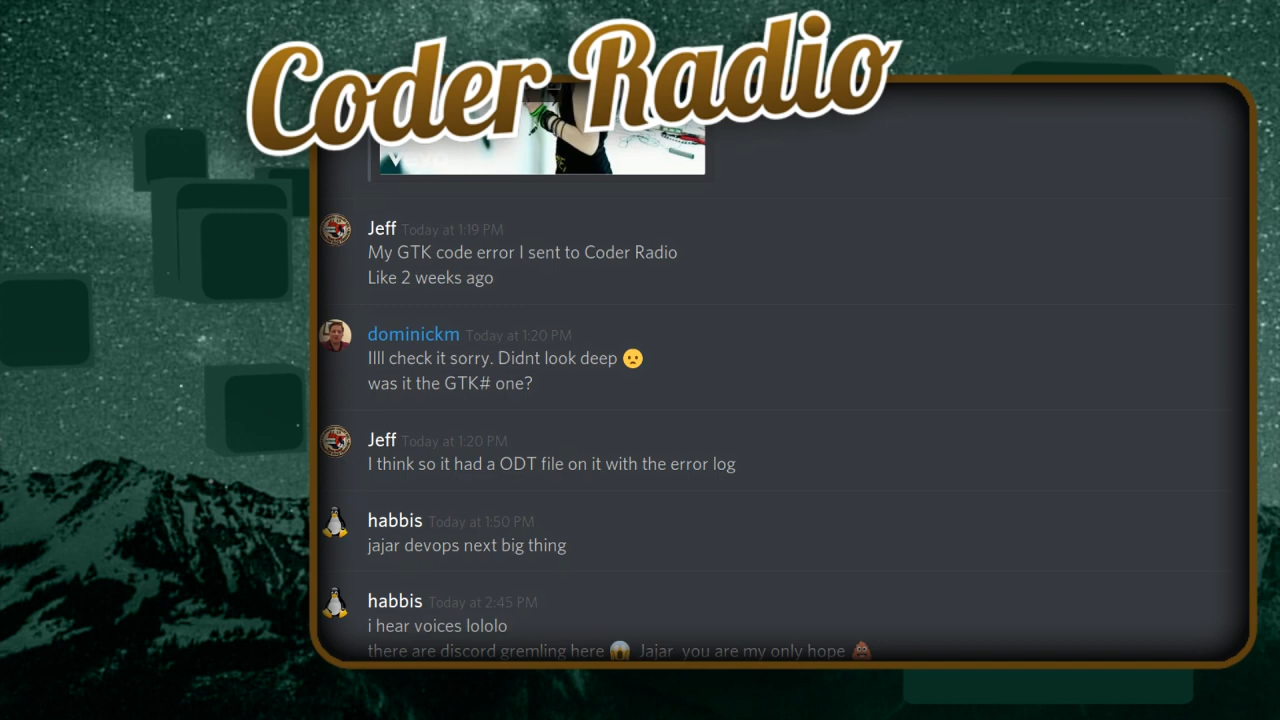 Coder Radio
Jeff Today at 1:19 PM
My GTK code error I sent to Coder Radio
Like 2 weeks ago
dominickm Today at 1:20 PM
Illl check it sorry. Didnt look deep 😦
was it the GTK# one?
Jeff Today at 1:20 PM
I think so it had a ODT file on it with the error log
habbis Today at 1:50 PM
jajar devops next big thing
habbis Today at 2:45 PM
i hear voices lololo
there are discord gremling here 😱 Jajar you are my only hope 💩